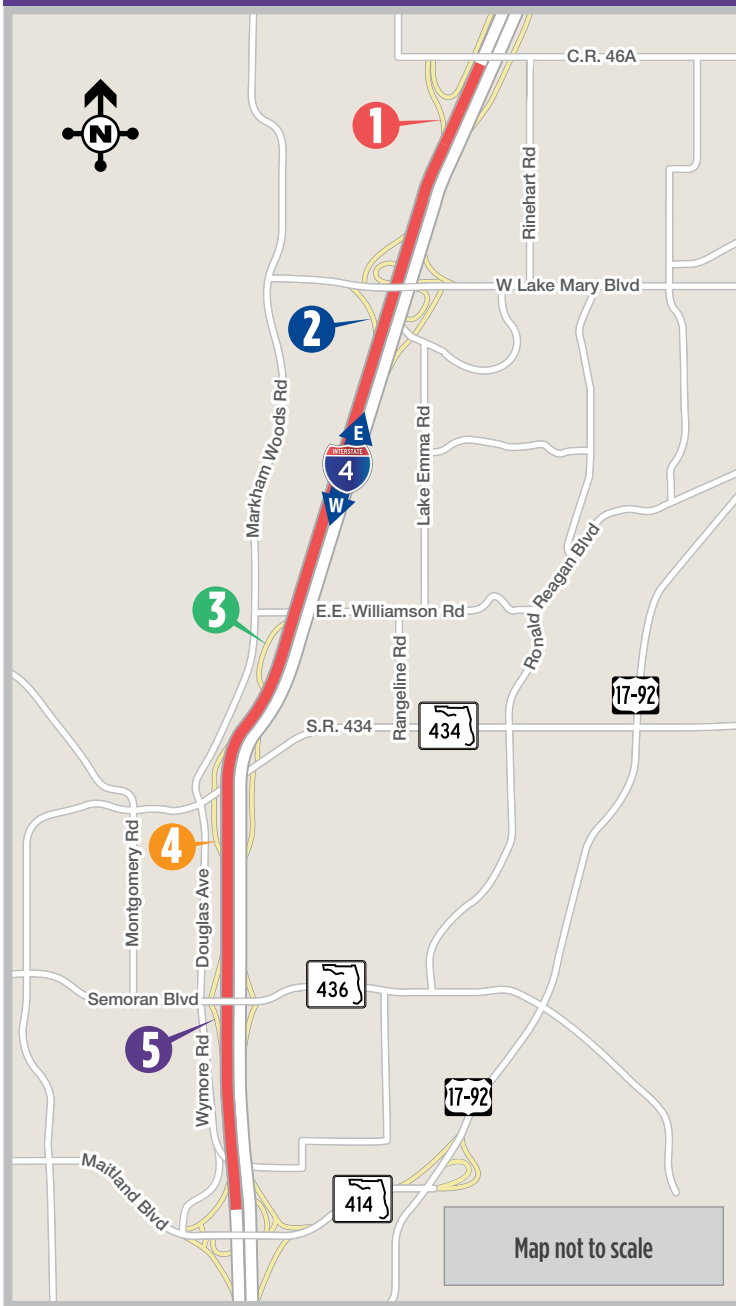 C.R. 46A
1
N
Rinehart Rd
W Lake Mary Blvd
2
Markham Woods Rd
E
INTERSTATE
4
W
Lake Emma Rd
Ronald Reagan Blvd
3
E.E. Williamson Rd
Rangeline Rd
17-92
S.R. 434
434
4
Montgomery Rd
Douglas Ave
436
Semoran Blvd
5
Wymore Rd
17-92
Maitland Blvd
414
Map not to scale